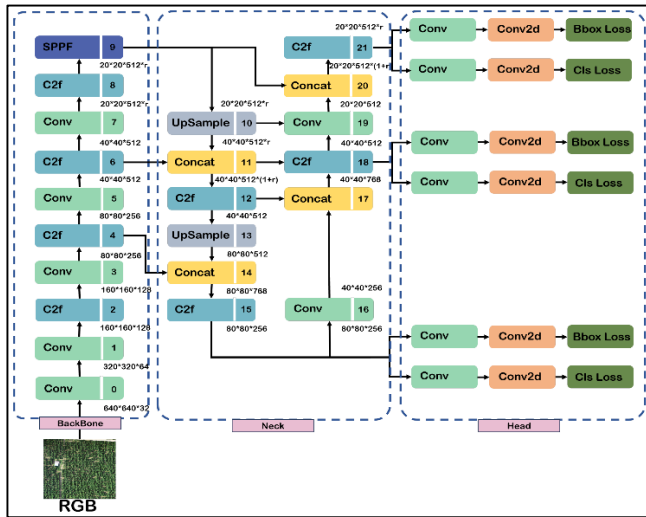 SPPF 9
20*20*512*r
C2f 8
20*20*512*r
Conv 7
40*40*512
C2f 6
40*40*512
Conv 5
80*80*256
C2f 4
80*80*256
Conv 3
160*160*128
C2f 2
160*160*128
Conv 1
320*320*64
Conv 0
640*640*32
BackBone
RGB
UpSample 10
40*40*512*r
Concat 11
40*40*512*(1+r)
C2f 12
40*40*512
UpSample 13
80*80*512
Concat 14
80*80*768
C2f 15
80*80*256
20*20*512*r
C2f 21
20*20*512*(1+r)
Concat 20
20*20*512
20*20*512*r
Conv 19
40*40*512
C2f 18
40*40*768
Concat 17
40*40*256
Conv 16
80*80*256
Neck
Conv Conv2d Bbox Loss
Conv Conv2d Cls Loss
Conv Conv2d Bbox Loss
Conv Conv2d Cls Loss
Conv Conv2d Bbox Loss
Conv Conv2d Cls Loss
Head